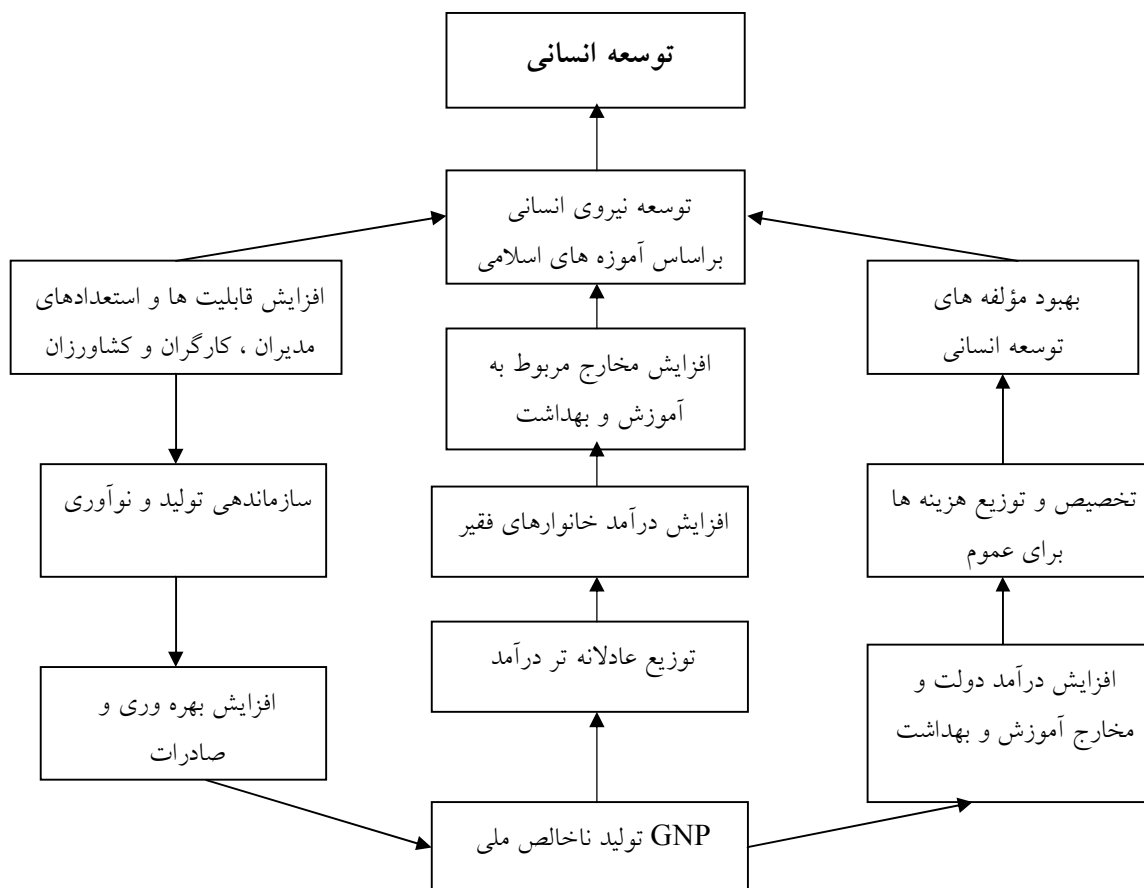 توسعه انسانی
توسعه نیروی انسانی
براساس آموزه های اسلامی
بهبود مؤلفه های
توسعه انسانی
افزایش قابلیت ها و استعدادهای
مدیران ، کارگران و کشاورزان
افزایش مخارج مربوط به
آموزش و بهداشت
تخصیص و توزیع هزینه ها
برای عموم
افزایش درآمد خانوارهای فقیر
سازماندهی تولید و نوآوری
افزایش درآمد دولت و
مخارج آموزش و بهداشت
توزیع عادلانه تر درآمد
افزایش بهره وری و
صادرات
GNP تولید ناخالص ملی